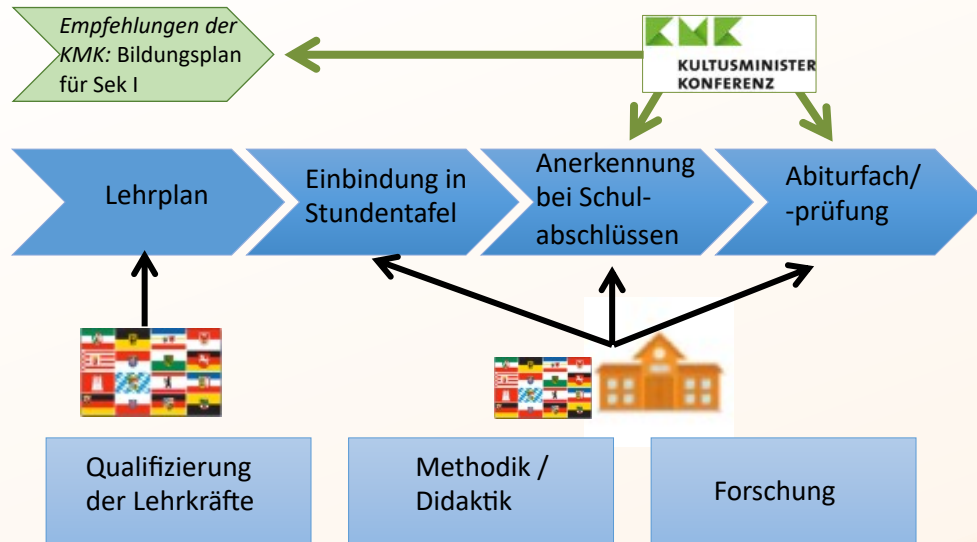 Empfehlungen der
KMK: Bildungsplan
für Sek I
KMK
KULTUSMINISTER
KONFERENZ
Lehrplan
Einbindung in
Stundentafel
Anerkennung
bei Schul-
abschlüssen
Abiturfach/
-prüfung
Qualifizierung
der Lehrkräfte
Methodik /
Didaktik
Forschung